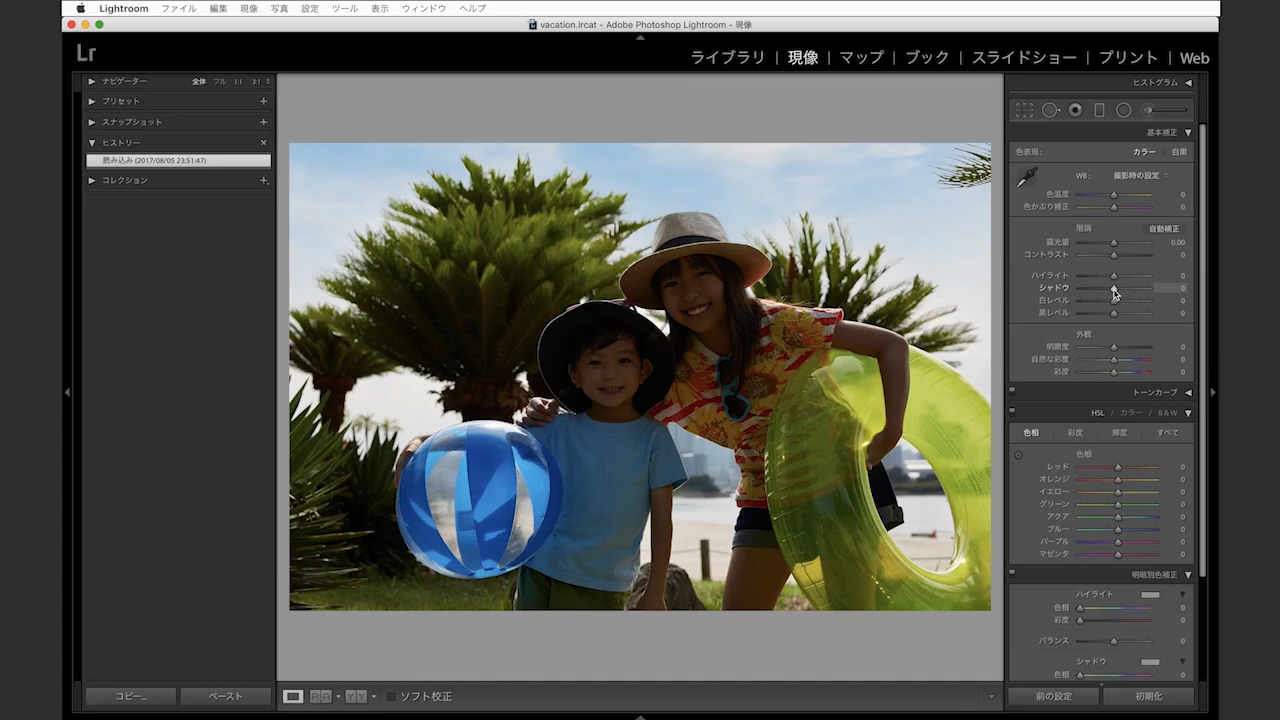 Lightroom ファイル 編集 現像 写真 設定 ツール 表示 ウィンドウ ヘルプ
vacation.lrcat - Adobe Photoshop Lightroom - 現像
Lr
ライブラリ | 現像 | マップ | ブック | スライドショー | プリント | Web
ナビゲーター 全体 フル 1:1 3:1
プリセット
スナップショット
ヒストリー
読み込み (2017/08/05 23:51:47)
コレクション
ヒストグラム
基本補正
色表現: カラー 白黒
WB: 撮影時の設定
色温度 0
色かぶり補正 0
階調 自動補正
露光量 0.00
コントラスト 0
ハイライト 0
シャドウ 0
白レベル 0
黒レベル 0
外観
明瞭度 0
自然な彩度 0
彩度 0
トーンカーブ
HSL / カラー / B & W
色相 彩度 輝度 すべて
色相
レッド 0
オレンジ 0
イエロー 0
グリーン 0
アクア 0
ブルー 0
パープル 0
マゼンタ 0
明暗別色補正
ハイライト
色相 0
彩度 0
バランス 0
シャドウ
色相 0
コピー... ペースト
ソフト校正
前の設定 初期化